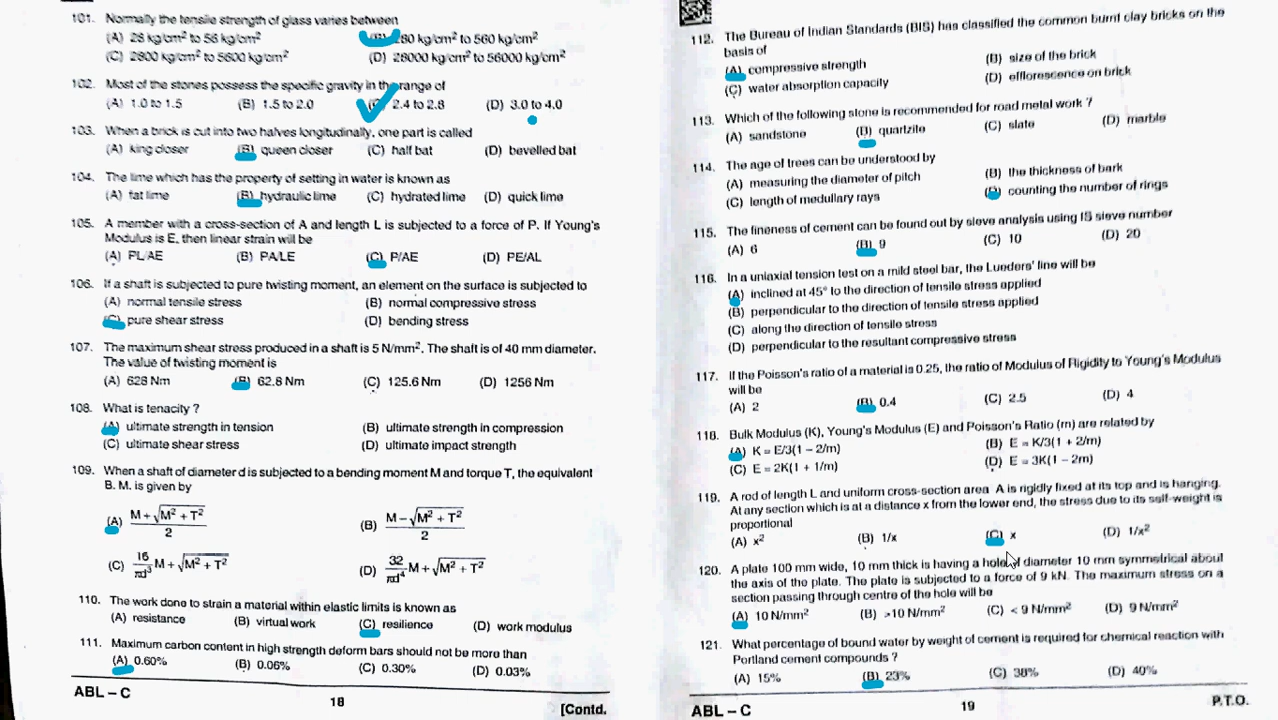 101. Normally the tensile strength of glass varies between
(A) 28 kg/cm² to 56 kg/cm² (B) 280 kg/cm² to 560 kg/cm²
(C) 2800 kg/cm² to 5600 kg/cm² (D) 28000 kg/cm² to 56000 kg/cm²
102. Most of the stones possess the specific gravity in the range of
(A) 1.0 to 1.5 (B) 1.5 to 2.0 (C) 2.4 to 2.8 (D) 3.0 to 4.0
103. When a brick is cut into two halves longitudinally, one part is called
(A) king closer (B) queen closer (C) half bat (D) bevelled bat
104. The lime which has the property of setting in water is known as
(A) fat lime (B) hydraulic lime (C) hydrated lime (D) quick lime
105. A member with a cross-section of A and length L is subjected to a force of P. If Young's
Modulus is E, then linear strain will be
(A) PL/AE (B) PA/LE (C) P/AE (D) PE/AL
106. If a shaft is subjected to pure twisting moment, an element on the surface is subjected to
(A) normal tensile stress (B) normal compressive stress
(C) pure shear stress (D) bending stress
107. The maximum shear stress produced in a shaft is 5 N/mm². The shaft is of 40 mm diameter.
The value of twisting moment is
(A) 628 Nm (B) 62.8 Nm (C) 125.6 Nm (D) 1256 Nm
108. What is tenacity ?
(A) ultimate strength in tension (B) ultimate strength in compression
(C) ultimate shear stress (D) ultimate impact strength
109. When a shaft of diameter d is subjected to a bending moment M and torque T, the equivalent
B. M. is given by
(A) M + √M² + T² / 2 (B) M − √M² + T² / 2
(C) 16/πd³ M + √M² + T² (D) 32/πd⁴ M + √M² + T²
110. The work done to strain a material within elastic limits is known as
(A) resistance (B) virtual work (C) resilience (D) work modulus
111. Maximum carbon content in high strength deform bars should not be more than
(A) 0.60% (B) 0.06% (C) 0.30% (D) 0.03%
ABL – C 18 [Contd.
112. The Bureau of Indian Standards (BIS) has classified the common burnt clay bricks on the
basis of
(A) compressive strength (B) size of the brick
(C) water absorption capacity (D) efflorescence on brick
113. Which of the following stone is recommended for road metal work ?
(A) sandstone (B) quartzite (C) slate (D) marble
114. The age of trees can be understood by
(A) measuring the diameter of pitch (B) the thickness of bark
(C) length of medullary rays (D) counting the number of rings
115. The fineness of cement can be found out by sieve analysis using IS sieve number
(A) 6 (B) 9 (C) 10 (D) 20
116. In a uniaxial tension test on a mild steel bar, the Lueders' line will be
(A) inclined at 45° to the direction of tensile stress applied
(B) perpendicular to the direction of tensile stress applied
(C) along the direction of tensile stress
(D) perpendicular to the resultant compressive stress
117. If the Poisson's ratio of a material is 0.25, the ratio of Modulus of Rigidity to Young's Modulus
will be
(A) 2 (B) 0.4 (C) 2.5 (D) 4
118. Bulk Modulus (K), Young's Modulus (E) and Poisson's Ratio (m) are related by
(A) K = E/3(1 – 2/m) (B) E = K/3(1 + 2/m)
(C) E = 2K(1 + 1/m) (D) E = 3K(1 – 2m)
119. A rod of length L and uniform cross-section area A is rigidly fixed at its top and is hanging.
At any section which is at a distance x from the lower end, the stress due to its self-weight is
proportional
(A) x² (B) 1/x (C) x (D) 1/x²
120. A plate 100 mm wide, 10 mm thick is having a hole of diameter 10 mm symmetrical about
the axis of the plate. The plate is subjected to a force of 9 kN. The maximum stress on a
section passing through centre of the hole will be
(A) 10 N/mm² (B) >10 N/mm² (C) < 9 N/mm² (D) 9 N/mm²
121. What percentage of bound water by weight of cement is required for chemical reaction with
Portland cement compounds ?
(A) 15% (B) 23% (C) 38% (D) 40%
ABL – C 19 P.T.O.